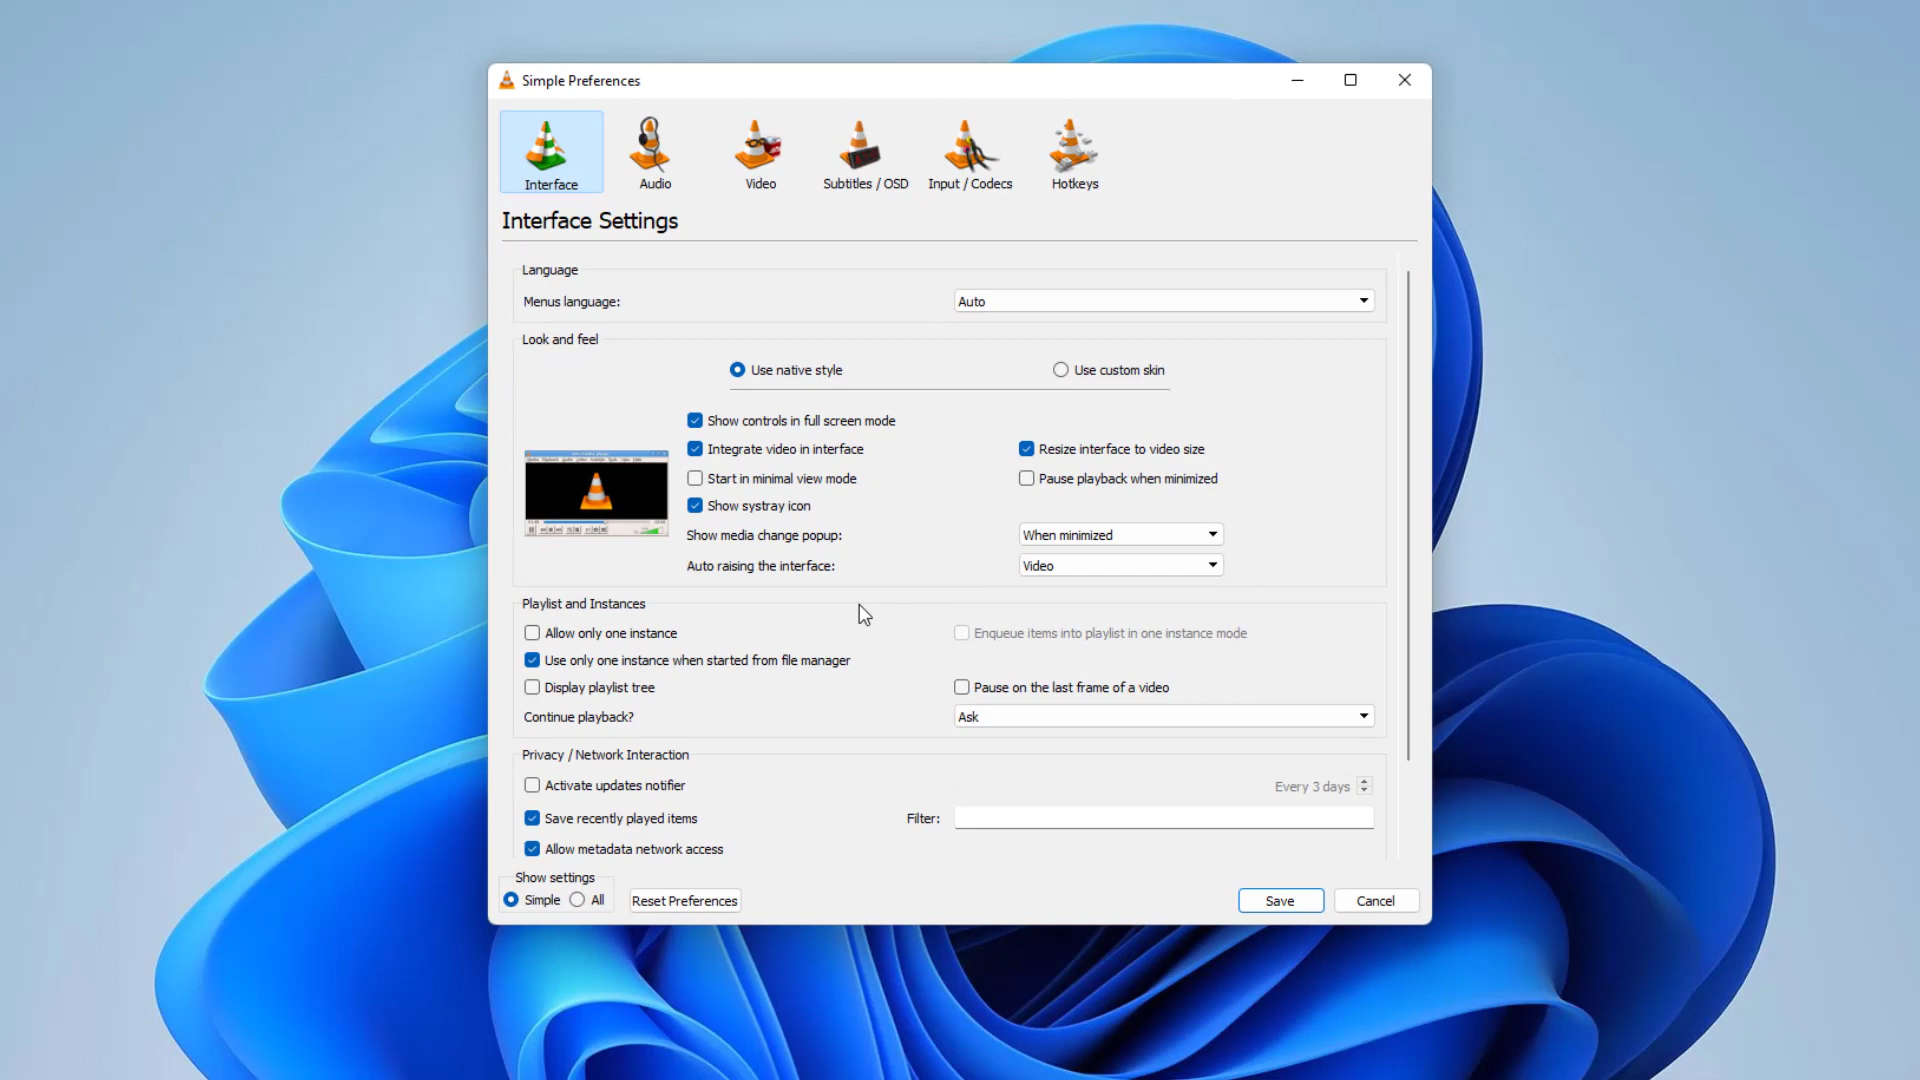 Simple Preferences
Interface
Audio
Video
Subtitles / OSD
Input / Codecs
Hotkeys
Interface Settings
Language
Menus language:
Auto
Look and feel
Use native style
Use custom skin
Show controls in full screen mode
Integrate video in interface
Resize interface to video size
Start in minimal view mode
Pause playback when minimized
Show systray icon
Show media change popup:
When minimized
Auto raising the interface:
Video
Playlist and Instances
Allow only one instance
Enqueue items into playlist in one instance mode
Use only one instance when started from file manager
Display playlist tree
Pause on the last frame of a video
Continue playback?
Ask
Privacy / Network Interaction
Activate updates notifier
Every 3 days
Save recently played items
Filter:
Allow metadata network access
Show settings
Simple
All
Reset Preferences
Save
Cancel